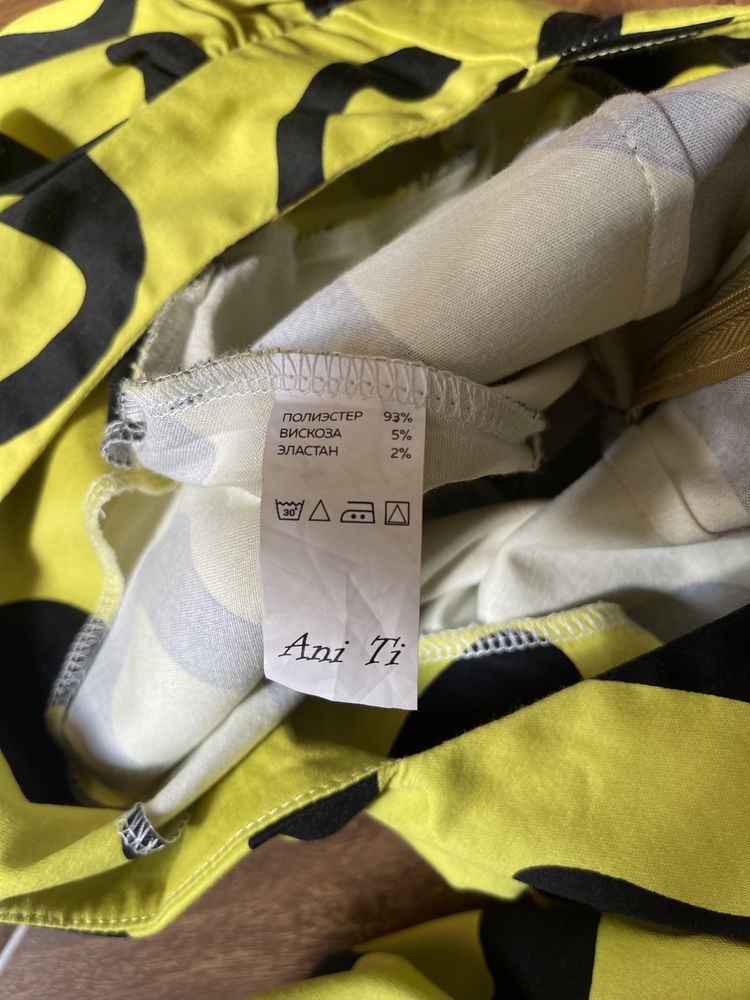 ПОЛИЭСТЕР 93%
ВИСКОЗА 5%
ЭЛАСТАН 2%
30°
Ani Ti